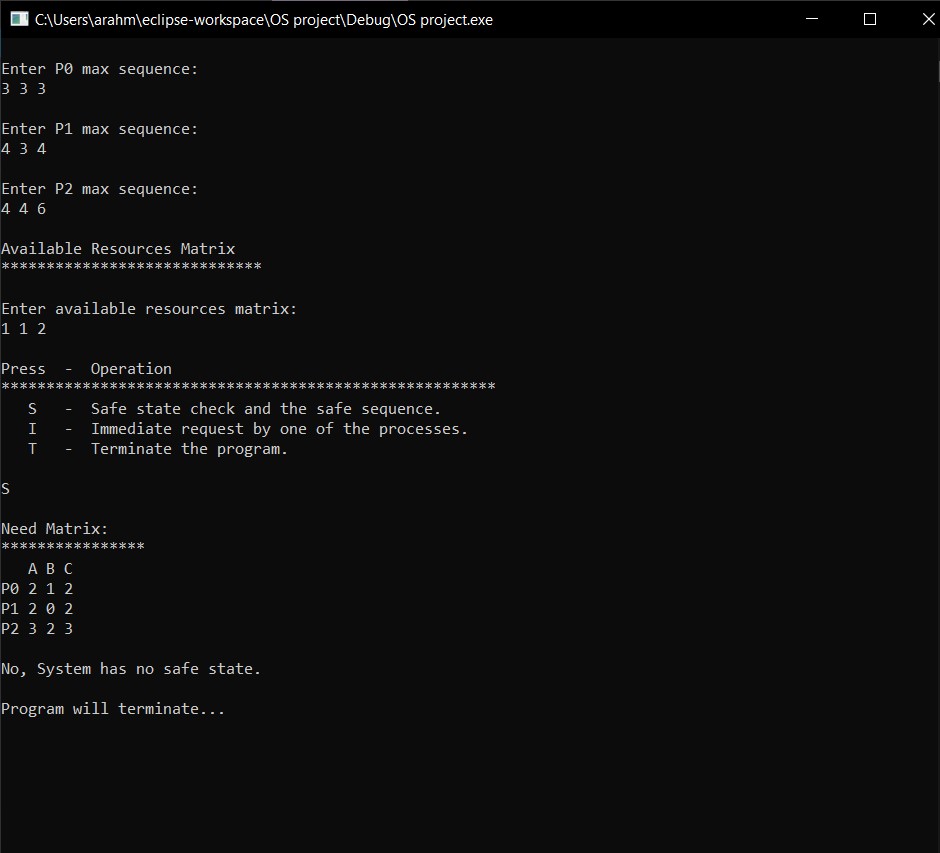 C:\Users\arahm\eclipse-workspace\OS project\Debug\OS project.exe
Enter P0 max sequence:
3 3 3
Enter P1 max sequence:
4 3 4
Enter P2 max sequence:
4 4 6
Available Resources Matrix
*****************************
Enter available resources matrix:
1 1 2
Press  -  Operation
*******************************************************
   S   -  Safe state check and the safe sequence.
   I   -  Immediate request by one of the processes.
   T   -  Terminate the program.
S
Need Matrix:
****************
   A B C
P0 2 1 2
P1 2 0 2
P2 3 2 3
No, System has no safe state.
Program will terminate...